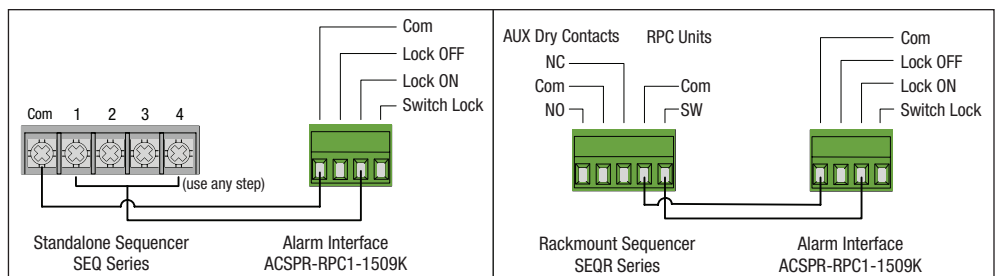 Com
Lock OFF
Lock ON
Switch Lock
Com 1 2 3 4
(use any step)
Standalone Sequencer
SEQ Series
Alarm Interface
ACSPR-RPC1-1509K
AUX Dry Contacts
RPC Units
NC
Com
NO
Com
SW
Com
Lock OFF
Lock ON
Switch Lock
Rackmount Sequencer
SEQR Series
Alarm Interface
ACSPR-RPC1-1509K